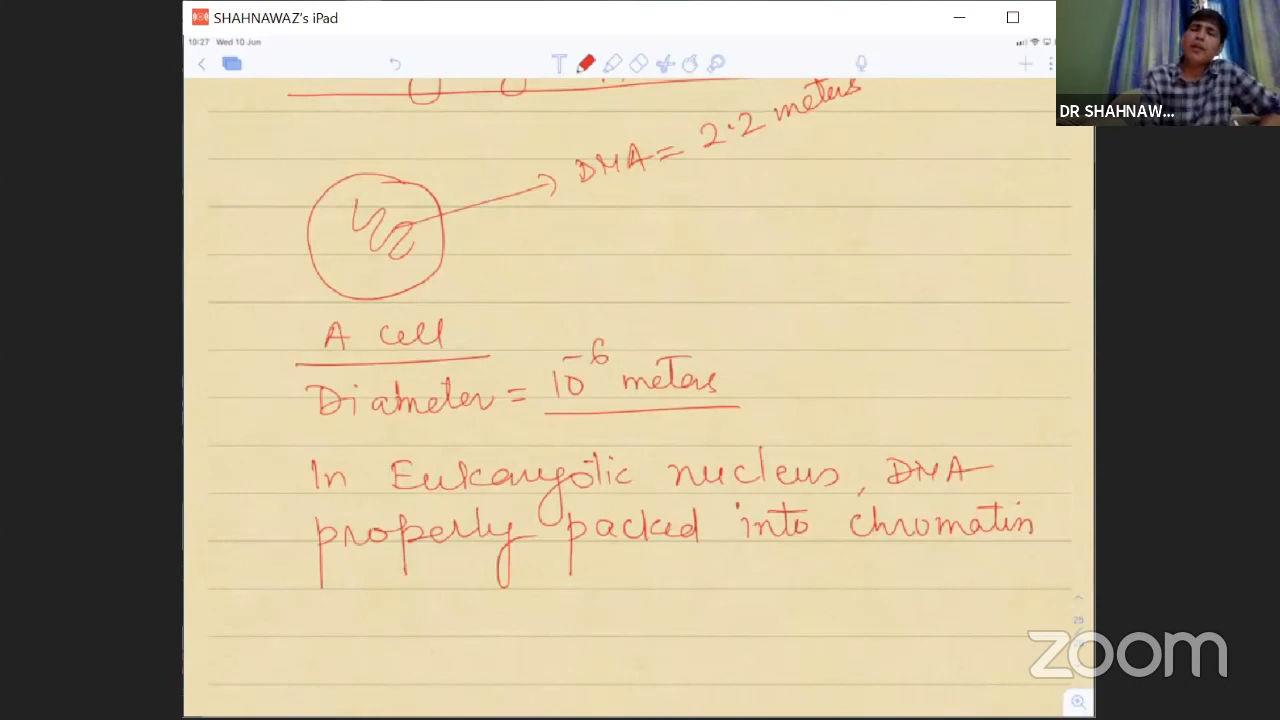 SHAHNAWAZ's iPad
10:27 Wed 10 Jun
DR SHAHNAW...
DNA = 2.2 meters
A cell
Diameter = 10⁻⁶ meters
In Eukaryotic nucleus, DNA
properly packed into chromatin
25
zoom